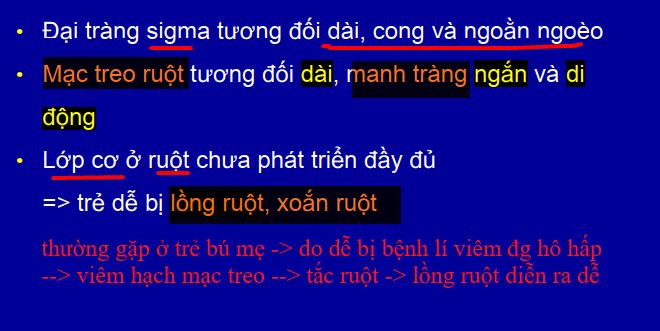 • Đại tràng sigma tương đối dài, cong và ngoằn ngoèo
• Mạc treo ruột tương đối dài, manh tràng ngắn và di
động
• Lớp cơ ở ruột chưa phát triển đầy đủ
=> trẻ dễ bị lồng ruột, xoắn ruột
thường gặp ở trẻ bú mẹ -> do dễ bị bệnh lí viêm đg hô hấp
--> viêm hạch mạc treo --> tắc ruột -> lồng ruột diễn ra dễ